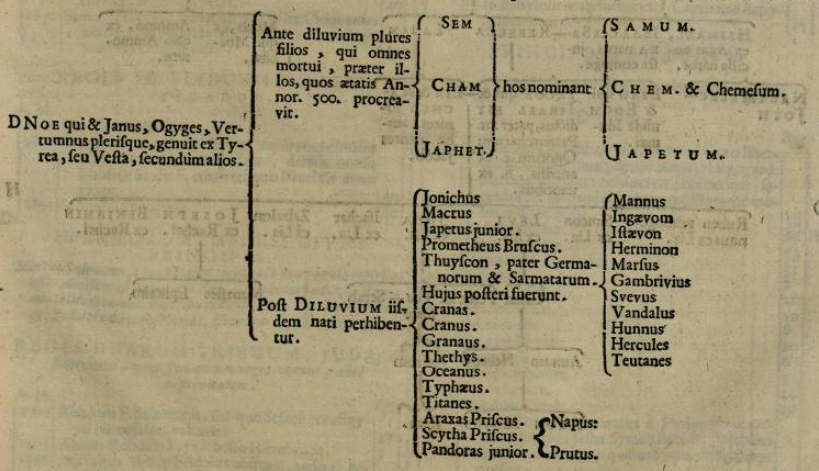 D NOE qui & Janus, Ogyges, Ver-
tumnus plerisque, genuit ex Ty-
rea, seu Vesta, secundum alios.
Ante diluvium plures
filios, qui omnes
mortui, præter il-
los, quos ætatis An-
nor. 500. procrea-
vit.
SEM
CHAM
JAPHET.
hos nominant
SAMUM.
CHEM. & Chemesum.
JAPETUM.
Post DILUVIUM iis-
dem nati perhiben-
tur.
Jonichus
Macrus
Japetus junior.
Prometheus Bruscus.
Thuyscon, pater Germa-
norum & Sarmatarum.
Hujus posteri fuerunt.
Cranas.
Cranus.
Granaus.
Thethys.
Oceanus.
Typhæus.
Titanes.
Araxas Priscus.
Scytha Priscus.
Pandoras junior.
Mannus
Ingævom
Istævon
Herminon
Marsus
Gambrivius
Svevus
Vandalus
Hunnus
Hercules
Teutanes
Napus:
Prutus.